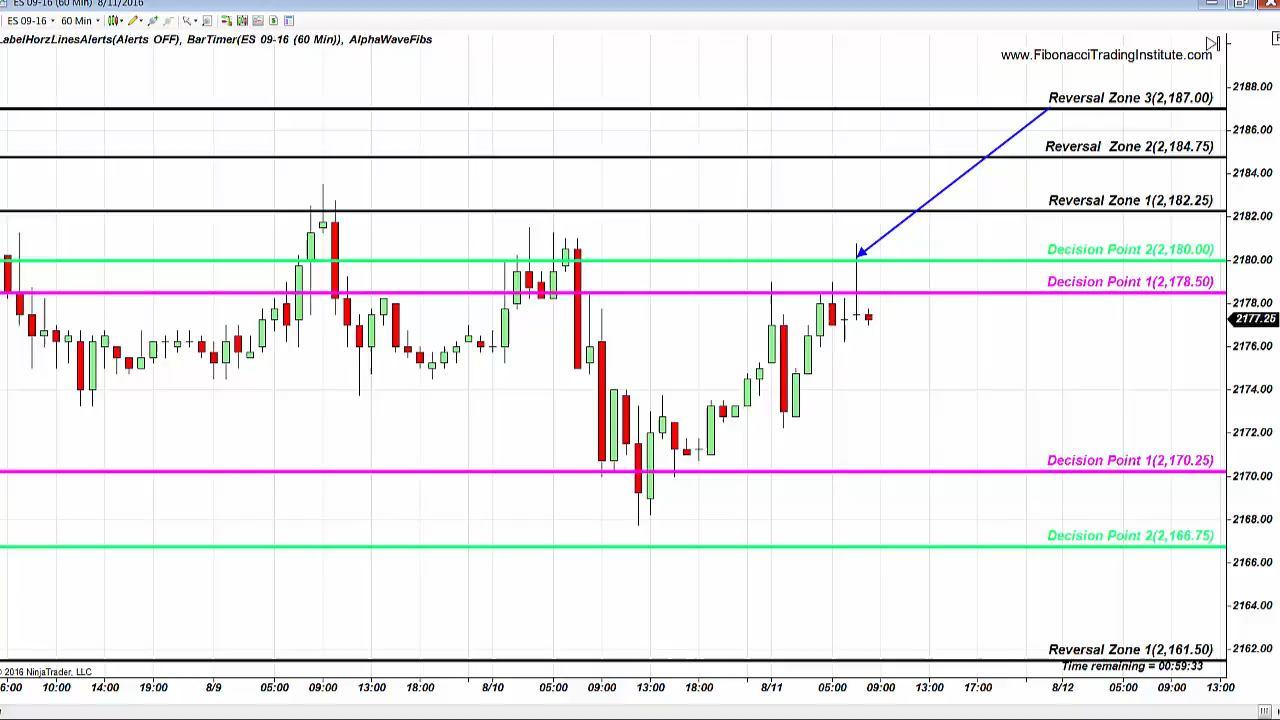 ES 09-16 (60 Min) 8/11/2016
ES 09-16 60 Min
LabelHorzLinesAlerts(Alerts OFF), BarTimer(ES 09-16 (60 Min)), AlphaWaveFibs
www.FibonacciTradingInstitute.com
F
Reversal Zone 3(2,187.00)
Reversal Zone 2(2,184.75)
Reversal Zone 1(2,182.25)
Decision Point 2(2,180.00)
Decision Point 1(2,178.50)
Decision Point 1(2,170.25)
Decision Point 2(2,166.75)
Reversal Zone 1(2,161.50)
Time remaining = 00:59:33
2188.00
2186.00
2184.00
2182.00
2180.00
2178.00
2177.25
2176.00
2174.00
2172.00
2170.00
2168.00
2166.00
2164.00
2162.00
© 2016 NinjaTrader, LLC
6:00 10:00 14:00 19:00 8/9 05:00 09:00 13:00 18:00 8/10 05:00 09:00 13:00 18:00 8/11 05:00 09:00 13:00 17:00 8/12 05:00 09:00 13:00